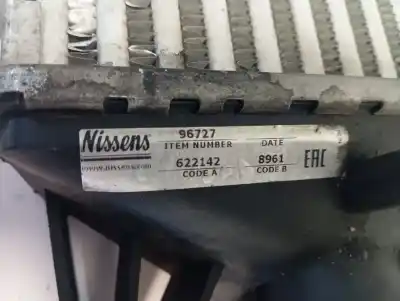 Nissens
96727
ITEM NUMBER DATE
622142 8961
CODE A CODE B
EAC